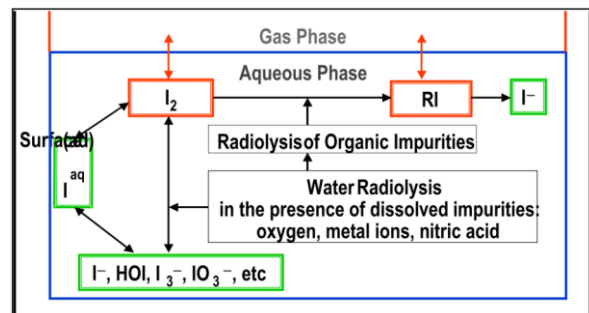 Gas Phase
Aqueous Phase
I₂
RI
I⁻
Radiolysis of Organic Impurities
Water Radiolysis
in the presence of dissolved impurities:
oxygen, metal ions, nitric acid
I aq
I⁻, HOI, I₃⁻, IO₃⁻, etc